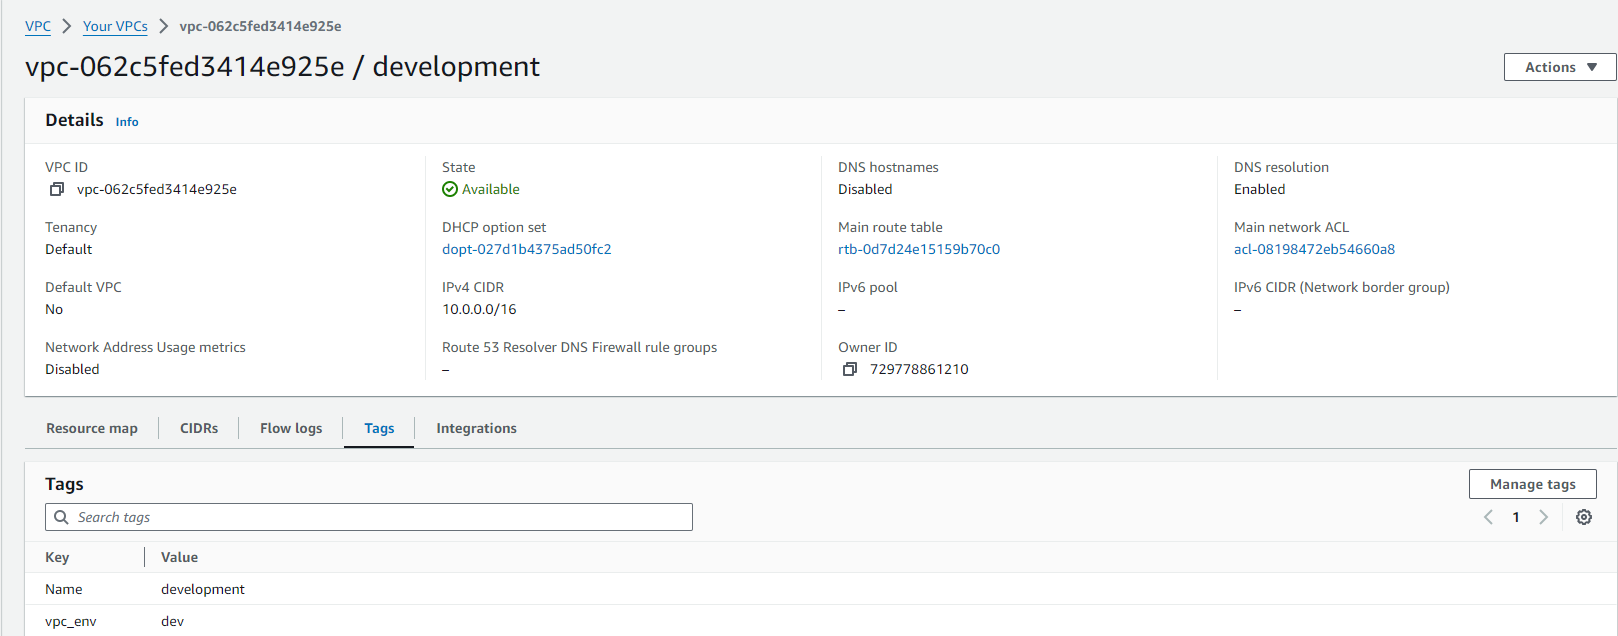 VPC > Your VPCs > vpc-062c5fed3414e925e
vpc-062c5fed3414e925e / development
Actions ▼
Details Info
VPC ID
vpc-062c5fed3414e925e
State
Available
DNS hostnames
Disabled
DNS resolution
Enabled
Tenancy
Default
DHCP option set
dopt-027d1b4375ad50fc2
Main route table
rtb-0d7d24e15159b70c0
Main network ACL
acl-08198472eb54660a8
Default VPC
No
IPv4 CIDR
10.0.0.0/16
IPv6 pool
–
IPv6 CIDR (Network border group)
–
Network Address Usage metrics
Disabled
Route 53 Resolver DNS Firewall rule groups
–
Owner ID
729778861210
Resource map CIDRs Flow logs Tags Integrations
Tags
Manage tags
Search tags
1
Key Value
Name development
vpc_env dev